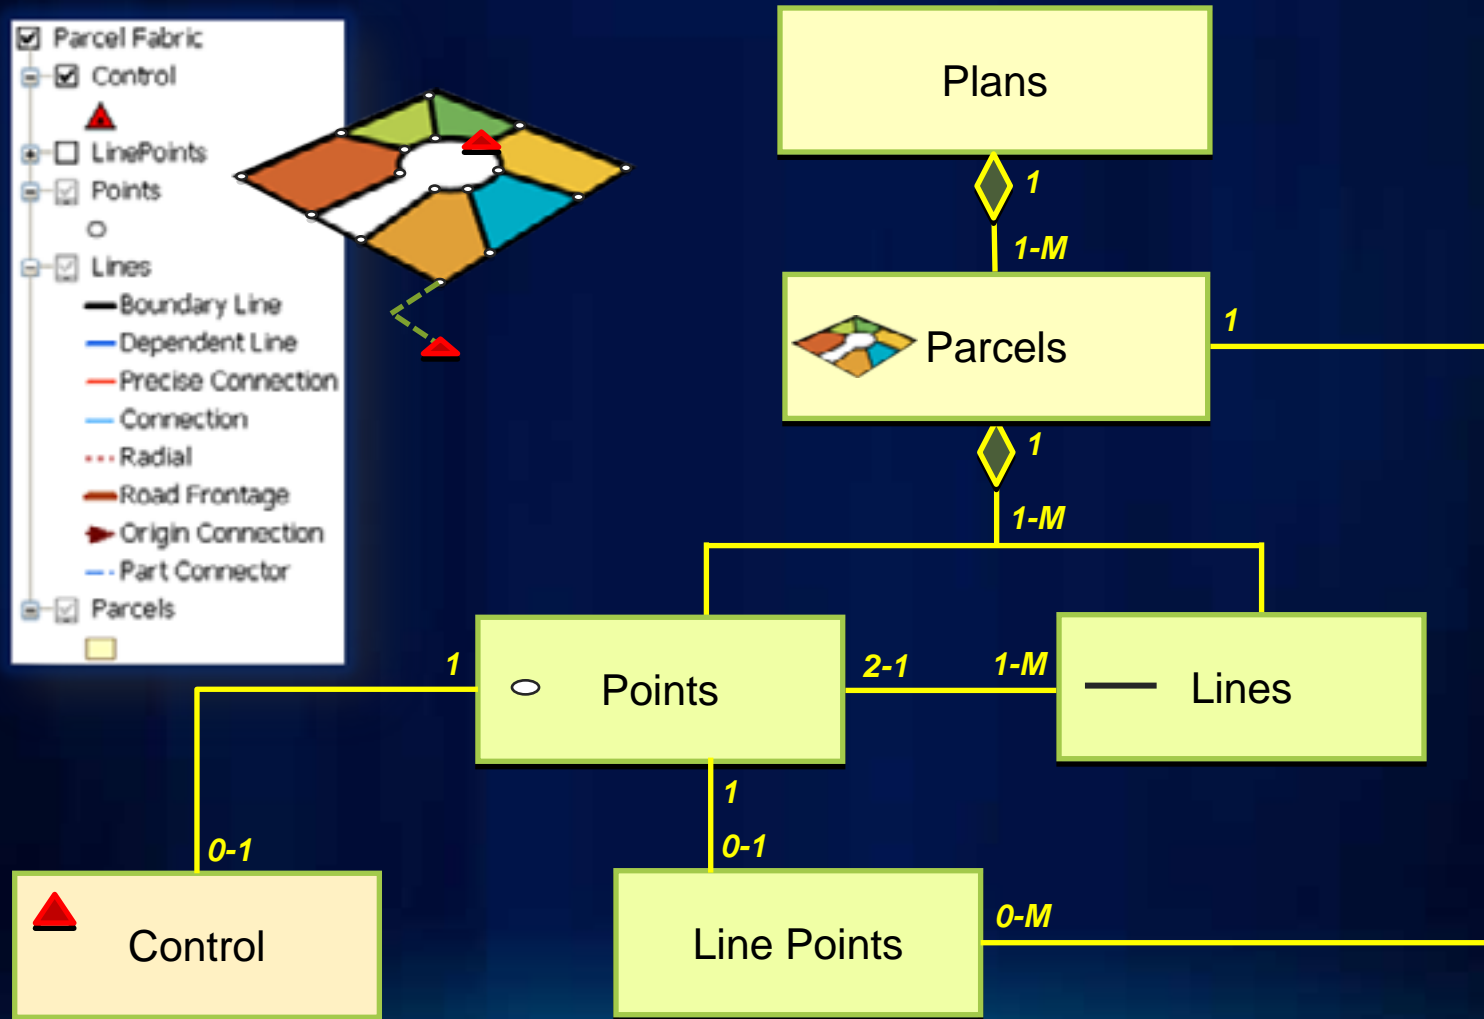 Parcel Fabric
Control
LinePoints
Points
Lines
Boundary Line
Dependent Line
Precise Connection
Connection
Radial
Road Frontage
Origin Connection
Part Connector
Parcels
Plans
1
1-M
Parcels
1
1
1-M
Points
2-1
1-M
Lines
1
0-1
1
0-1
Control
Line Points
0-M